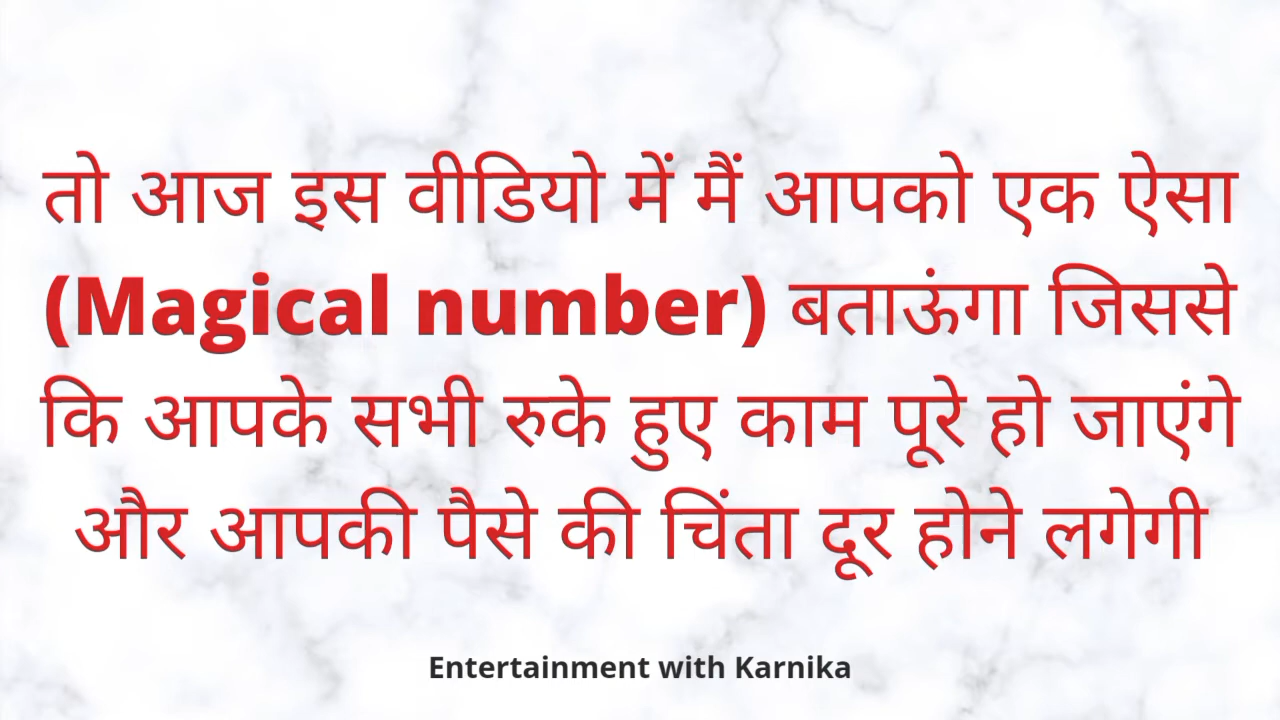 तो आज इस वीडियो में मैं आपको एक ऐसा
(Magical number) बताऊंगा जिससे
कि आपके सभी रुके हुए काम पूरे हो जाएंगे
और आपकी पैसे की चिंता दूर होने लगेगी
Entertainment with Karnika